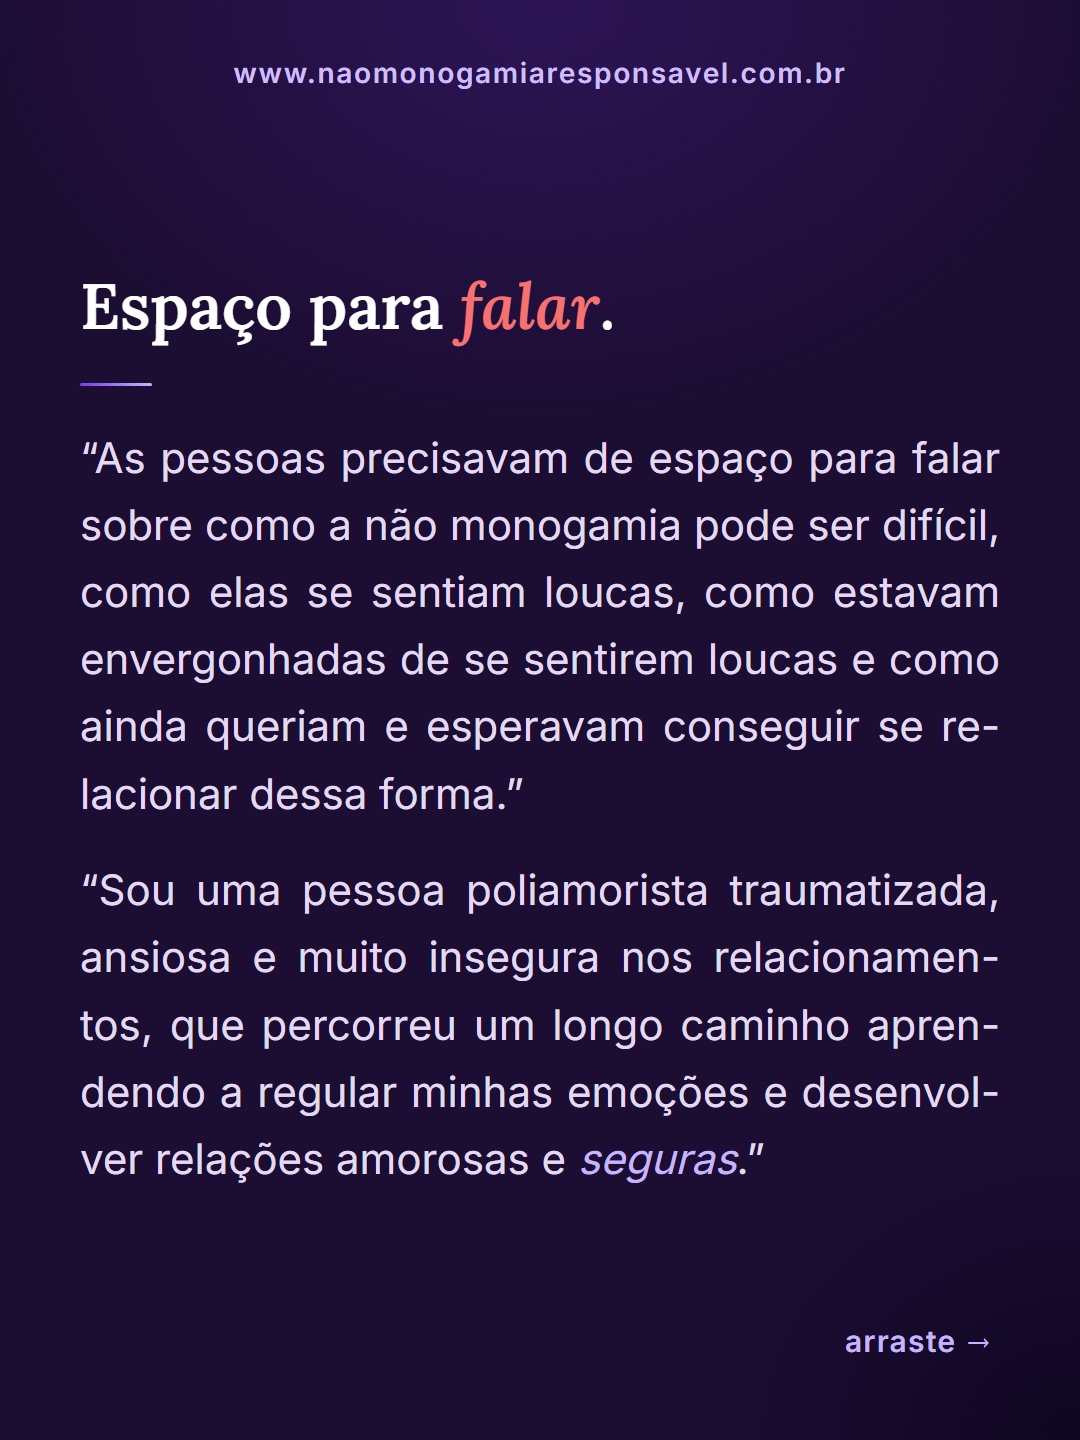 www.naomonogamiaresponsavel.com.br
Espaço para falar.
“As pessoas precisavam de espaço para falar
sobre como a não monogamia pode ser difícil,
como elas se sentiam loucas, como estavam
envergonhadas de se sentirem loucas e como
ainda queriam e esperavam conseguir se re-
lacionar dessa forma.”
“Sou uma pessoa poliamorista traumatizada,
ansiosa e muito insegura nos relacionamen-
tos, que percorreu um longo caminho apren-
dendo a regular minhas emoções e desenvol-
ver relações amorosas e seguras.”
arraste →